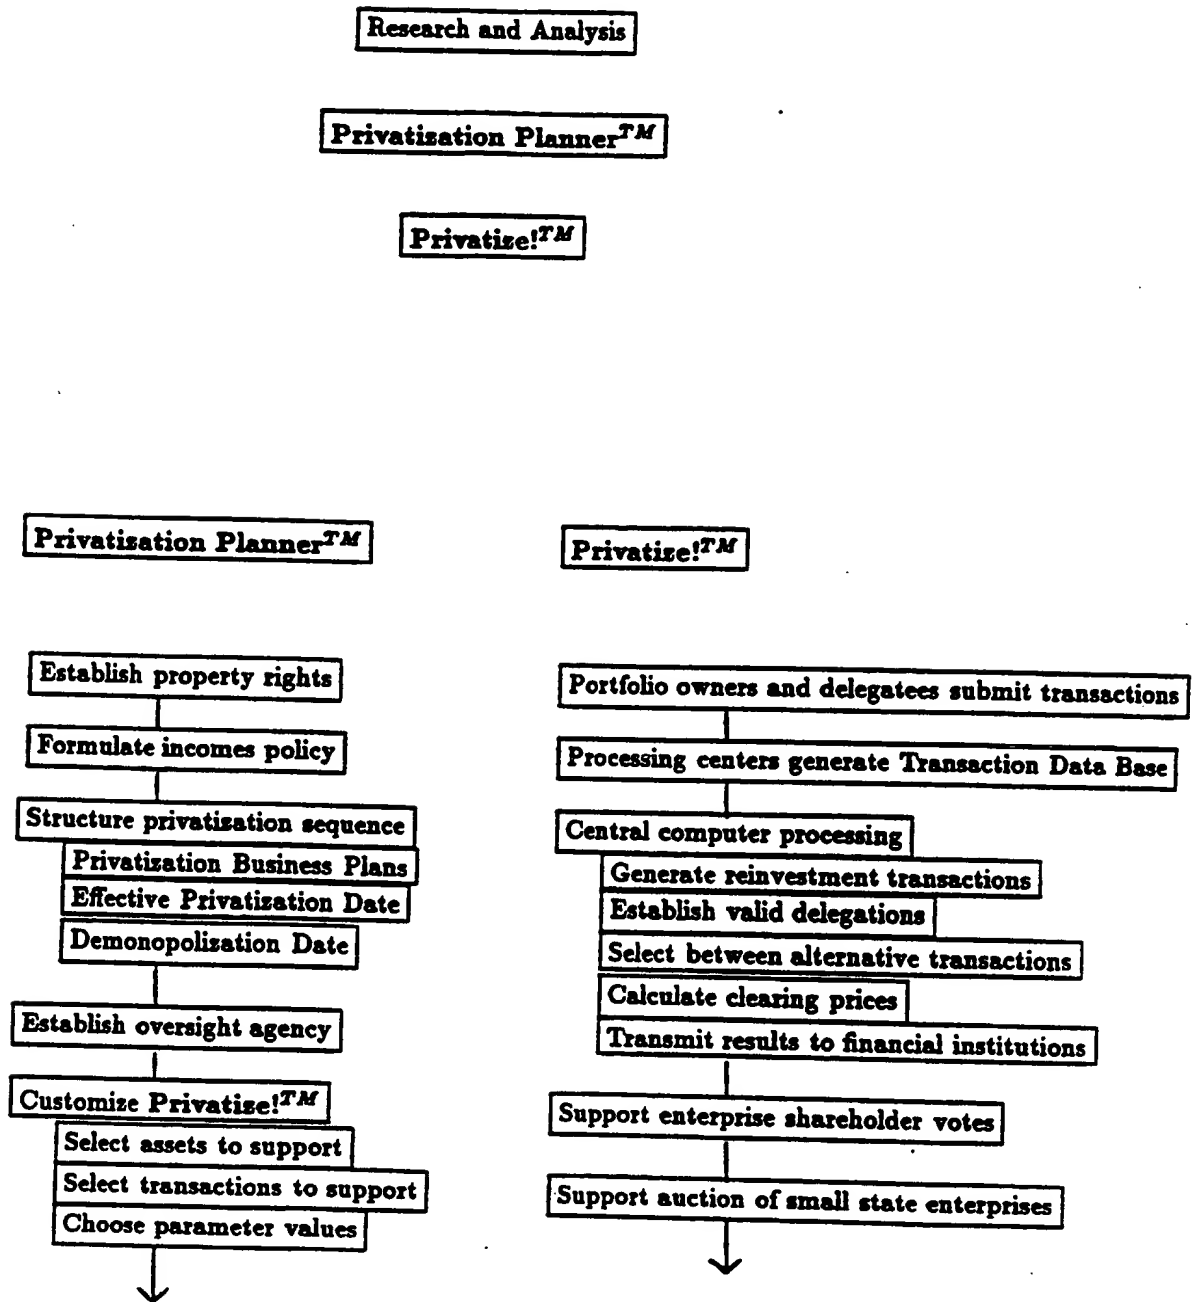 Research and Analysis
Privatization Planner™
Privatize!™
Privatization Planner™
Privatize!™
Establish property rights
Formulate incomes policy
Structure privatization sequence
Privatization Business Plans
Effective Privatization Date
Demonopolization Date
Establish oversight agency
Customize Privatize!™
Select assets to support
Select transactions to support
Choose parameter values
Portfolio owners and delegatees submit transactions
Processing centers generate Transaction Data Base
Central computer processing
Generate reinvestment transactions
Establish valid delegations
Select between alternative transactions
Calculate clearing prices
Transmit results to financial institutions
Support enterprise shareholder votes
Support auction of small state enterprises